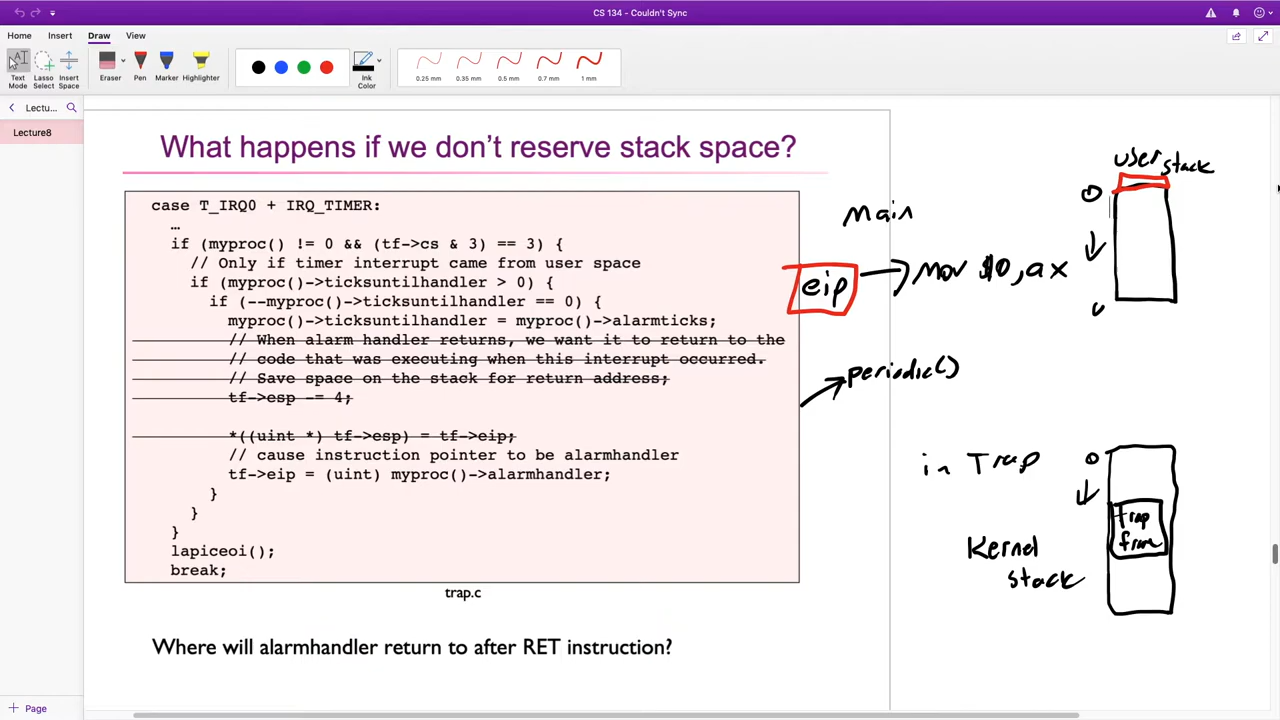 CS 134 - Couldn't Sync
Home Insert Draw View
Text Mode
Lasso Select
Insert Space
Eraser
Pen
Marker
Highlighter
Ink Color
0.25 mm
0.35 mm
0.5 mm
0.7 mm
1 mm
Lectu...
Lecture8
What happens if we don't reserve stack space?
case T_IRQ0 + IRQ_TIMER:
…
if (myproc() != 0 && (tf->cs & 3) == 3) {
// Only if timer interrupt came from user space
if (myproc()->ticksuntilhandler > 0) {
if (--myproc()->ticksuntilhandler == 0) {
myproc()->ticksuntilhandler = myproc()->alarmticks;
// When alarm handler returns, we want it to return to the
// code that was executing when this interrupt occurred.
// Save space on the stack for return address;
tf->esp -= 4;
*((uint *) tf->esp) = tf->eip;
// cause instruction pointer to be alarmhandler
tf->eip = (uint) myproc()->alarmhandler;
}
}
}
lapiceoi();
break;
trap.c
Where will alarmhandler return to after RET instruction?
user stack
0
main
eip
mov $0, ax
periodic()
in Trap
0
Trap
frame
Kernel
stack
Page